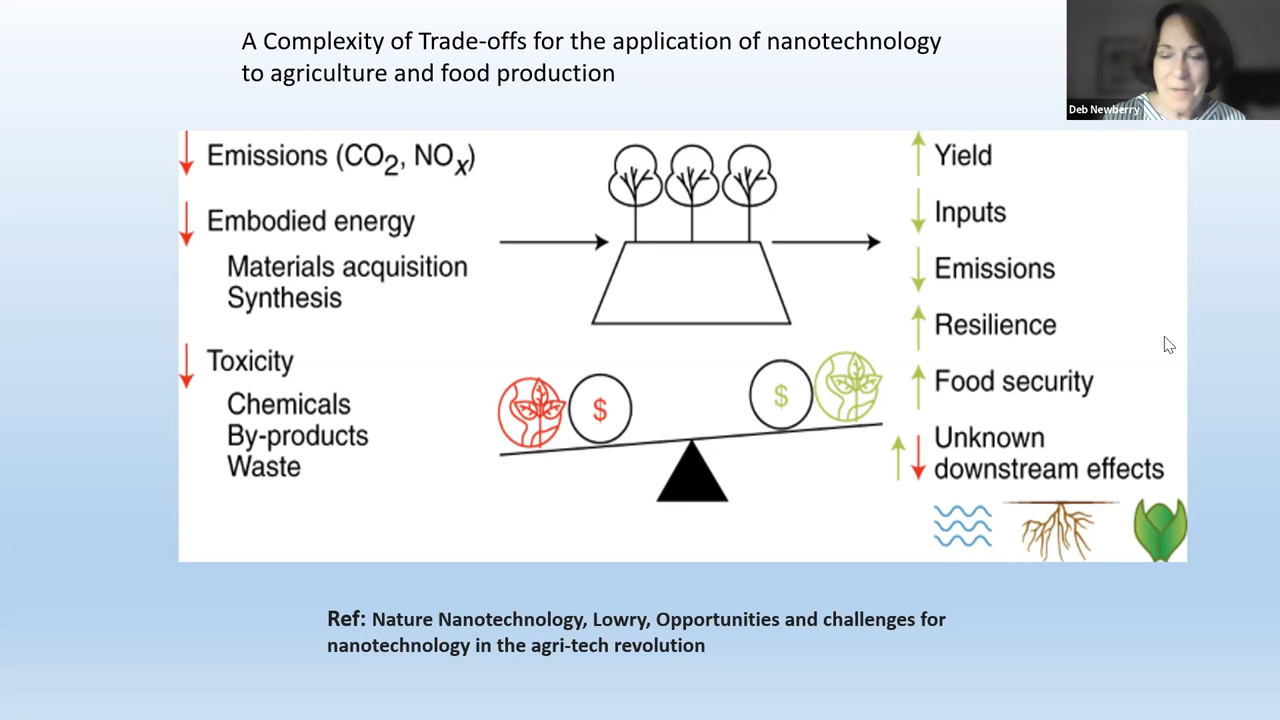 A Complexity of Trade-offs for the application of nanotechnology
to agriculture and food production
Deb Newberry
Emissions (CO2, NOx)
Embodied energy
Materials acquisition
Synthesis
Toxicity
Chemicals
By-products
Waste
$
$
Yield
Inputs
Emissions
Resilience
Food security
Unknown
downstream effects
Ref: Nature Nanotechnology, Lowry, Opportunities and challenges for
nanotechnology in the agri-tech revolution